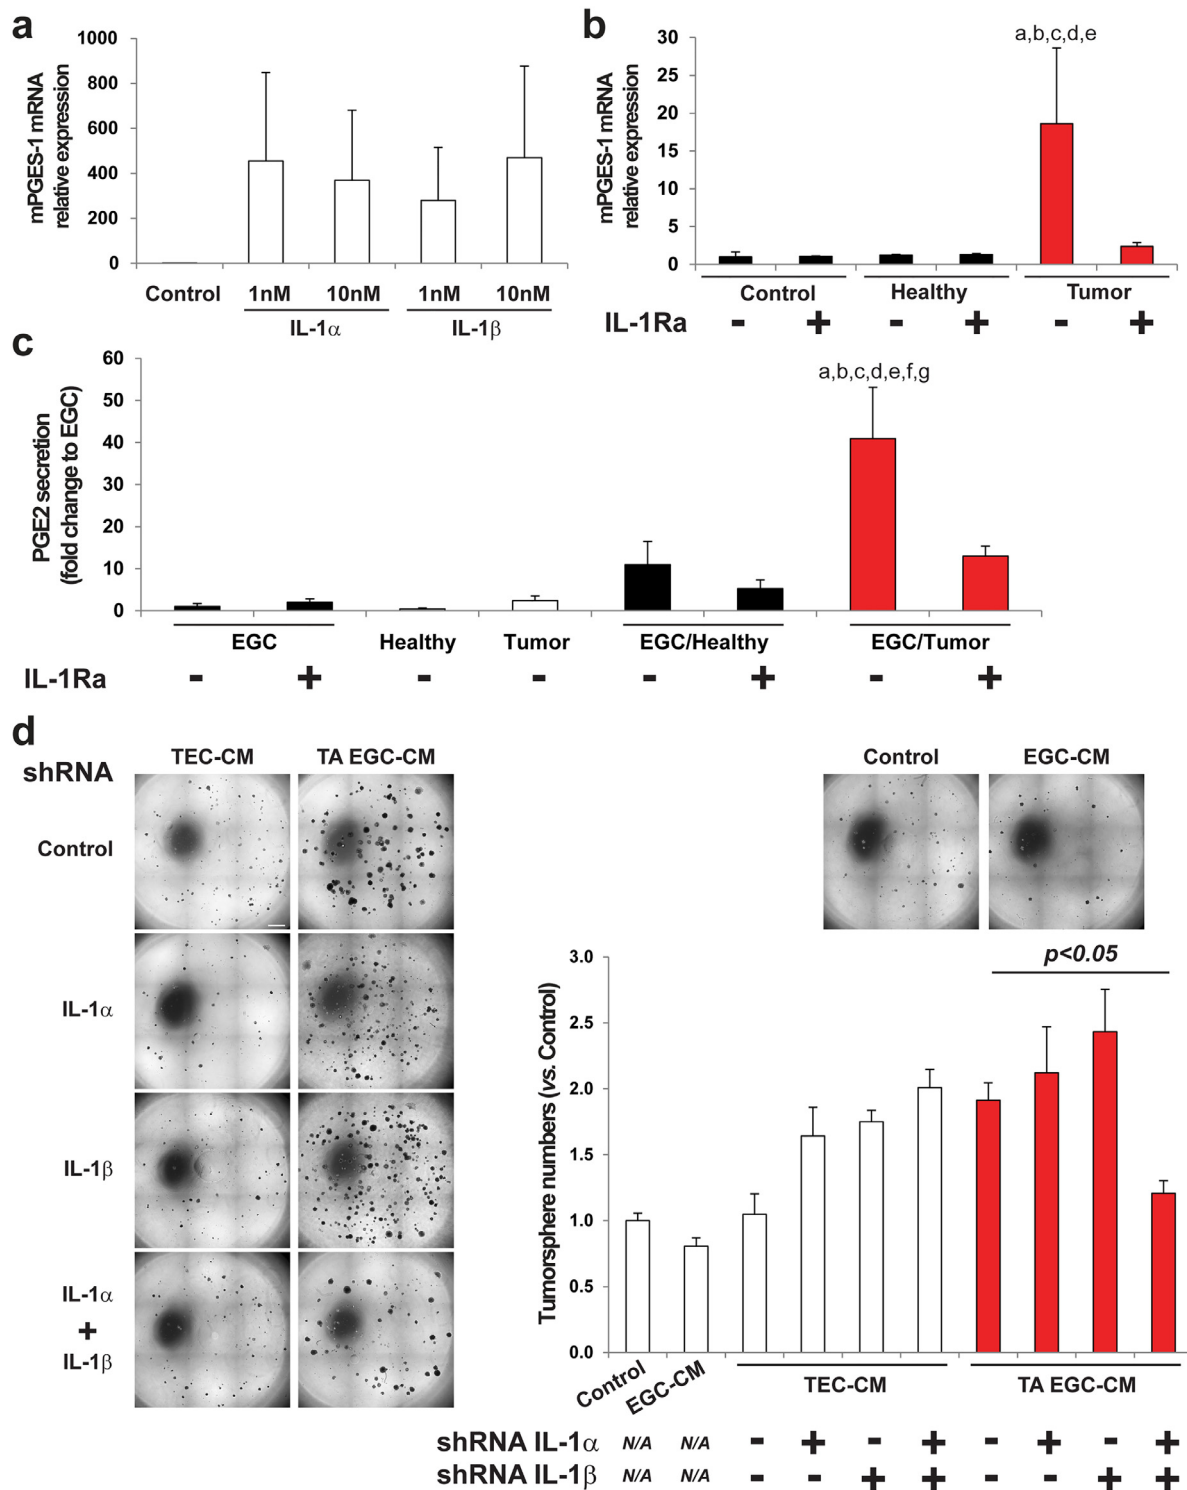 a
mPGES-1 mRNA
relative expression
1000
800
600
400
200
0
Control 1nM 10nM 1nM 10nM
IL-1α IL-1β
b
mPGES-1 mRNA
relative expression
30
25
20
15
10
5
0
a,b,c,d,e
Control Healthy Tumor
IL-1Ra - + - + - +
c
PGE2 secretion
(fold change to EGC)
60
50
40
30
20
10
0
a,b,c,d,e,f,g
EGC Healthy Tumor EGC/Healthy EGC/Tumor
IL-1Ra - + - - - + - +
d
TEC-CM TA EGC-CM
shRNA
Control
IL-1α
IL-1β
IL-1α
+
IL-1β
Control EGC-CM
Tumorsphere numbers (vs. Control)
3.0
2.5
2.0
1.5
1.0
0.5
0.0
p<0.05
Control EGC-CM TEC-CM TA EGC-CM
shRNA IL-1α N/A N/A - + - + - + - +
shRNA IL-1β N/A N/A - - + + - - + +